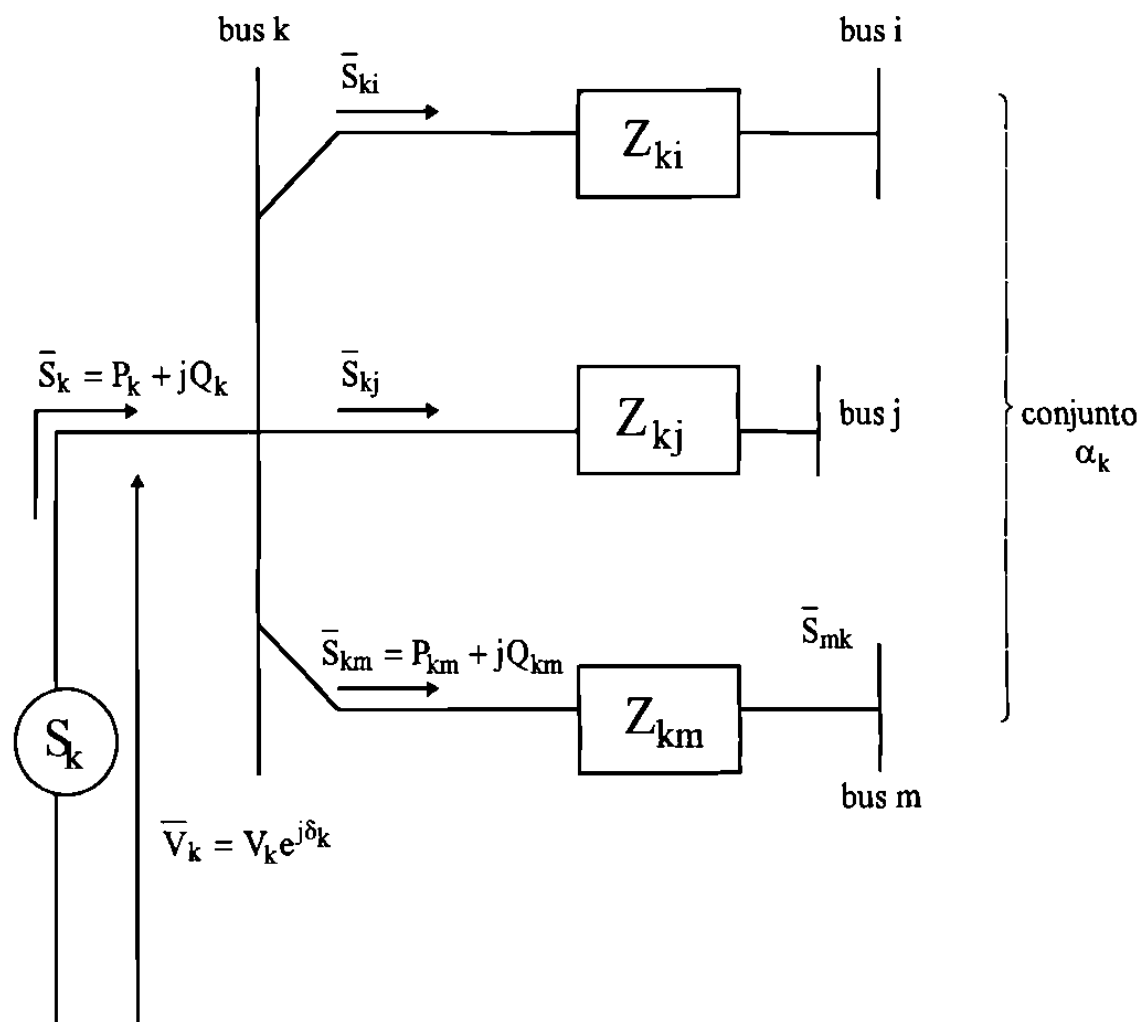 bus k
bus i
S̅ₖᵢ
Zₖᵢ
S̅ₖ = Pₖ + jQₖ
S̅ₖⱼ
Zₖⱼ
bus j
conjunto
αₖ
S̅ₖₘ = Pₖₘ + jQₖₘ
S̅ₘₖ
Zₖₘ
Sₖ
bus m
V̅ₖ = Vₖe^{jδₖ}